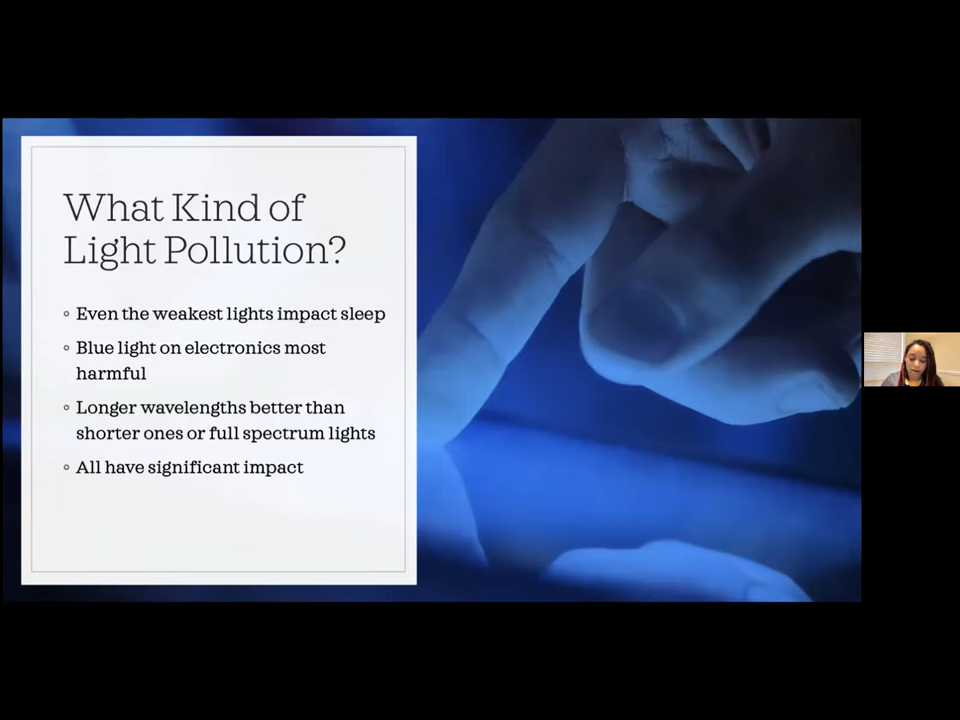 What Kind of
Light Pollution?
◦ Even the weakest lights impact sleep
◦ Blue light on electronics most
harmful
◦ Longer wavelengths better than
shorter ones or full spectrum lights
◦ All have significant impact